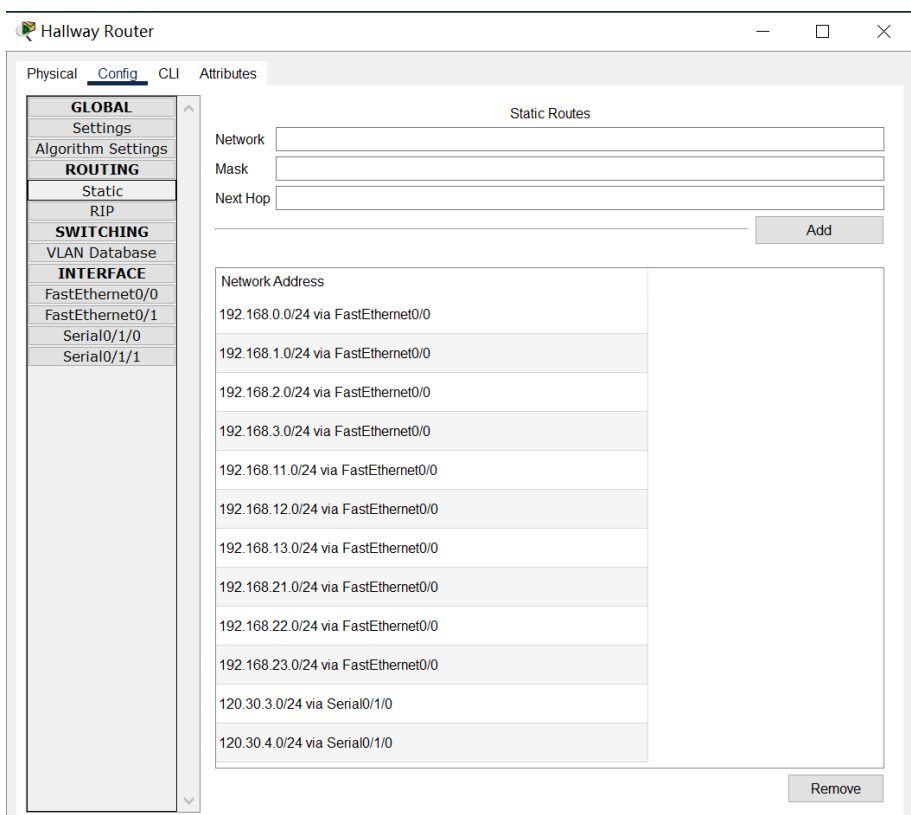 Hallway Router
Physical Config CLI Attributes
GLOBAL
Settings
Algorithm Settings
ROUTING
Static
RIP
SWITCHING
VLAN Database
INTERFACE
FastEthernet0/0
FastEthernet0/1
Serial0/1/0
Serial0/1/1
Static Routes
Network
Mask
Next Hop
Add
Network Address
192.168.0.0/24 via FastEthernet0/0
192.168.1.0/24 via FastEthernet0/0
192.168.2.0/24 via FastEthernet0/0
192.168.3.0/24 via FastEthernet0/0
192.168.11.0/24 via FastEthernet0/0
192.168.12.0/24 via FastEthernet0/0
192.168.13.0/24 via FastEthernet0/0
192.168.21.0/24 via FastEthernet0/0
192.168.22.0/24 via FastEthernet0/0
192.168.23.0/24 via FastEthernet0/0
120.30.3.0/24 via Serial0/1/0
120.30.4.0/24 via Serial0/1/0
Remove